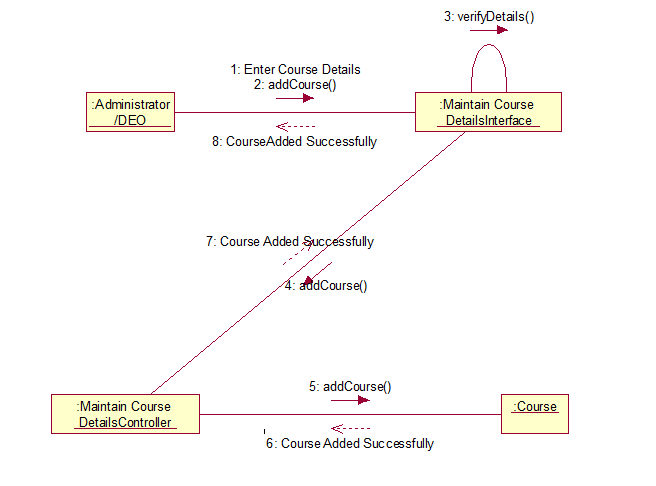 3: verifyDetails()
1: Enter Course Details
2: addCourse()
:Administrator
/DEO
:Maintain Course
DetailsInterface
8: CourseAdded Successfully
7: Course Added Successfully
4: addCourse()
5: addCourse()
:Maintain Course
DetailsController
:Course
6: Course Added Successfully